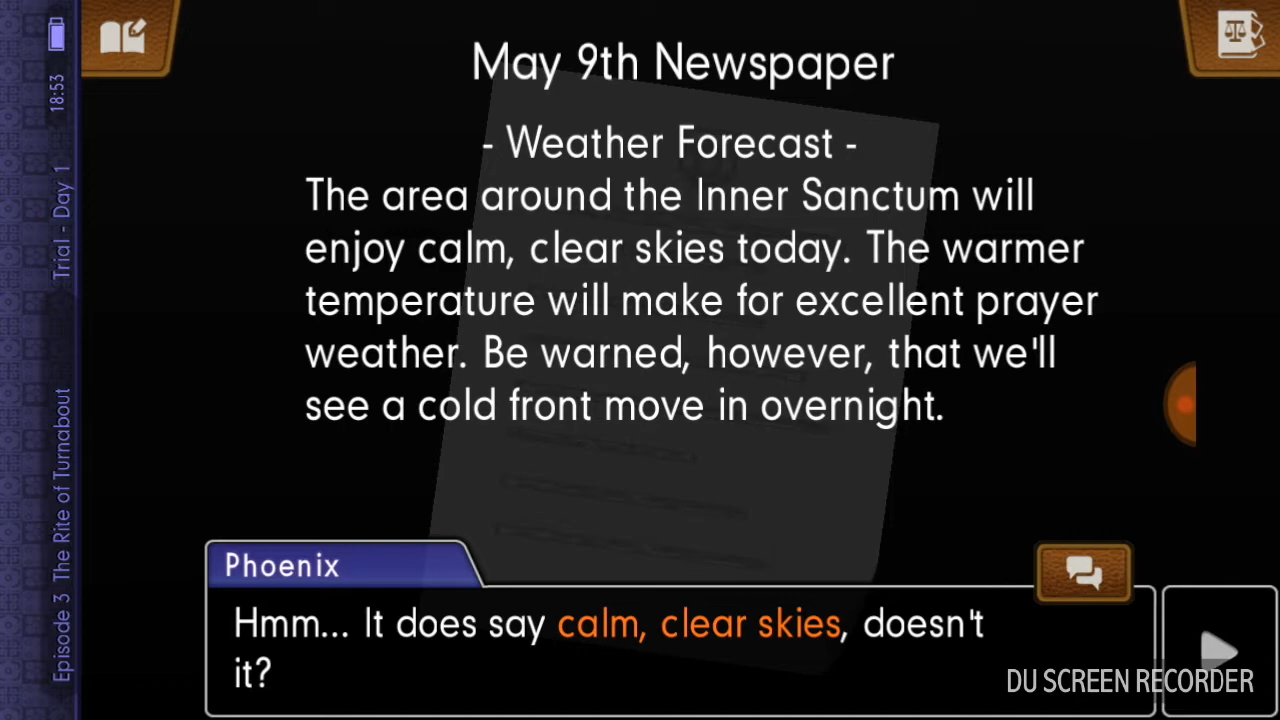 18:53
Trial - Day 1
Episode 3 The Rite of Turnabout
May 9th Newspaper
- Weather Forecast -
The area around the Inner Sanctum will
enjoy calm, clear skies today. The warmer
temperature will make for excellent prayer
weather. Be warned, however, that we'll
see a cold front move in overnight.
Phoenix
Hmm... It does say calm, clear skies, doesn't
it?
DU SCREEN RECORDER